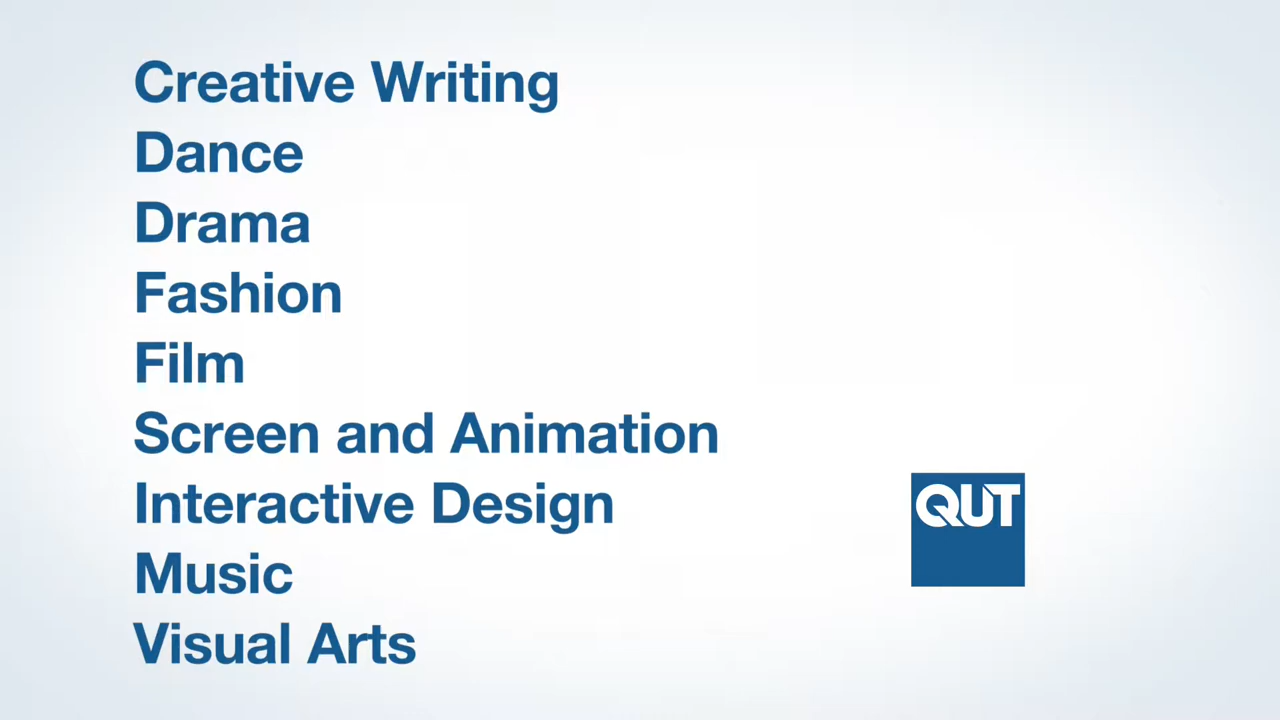 Creative Writing
Dance
Drama
Fashion
Film
Screen and Animation
Interactive Design
Music
Visual Arts
QUT